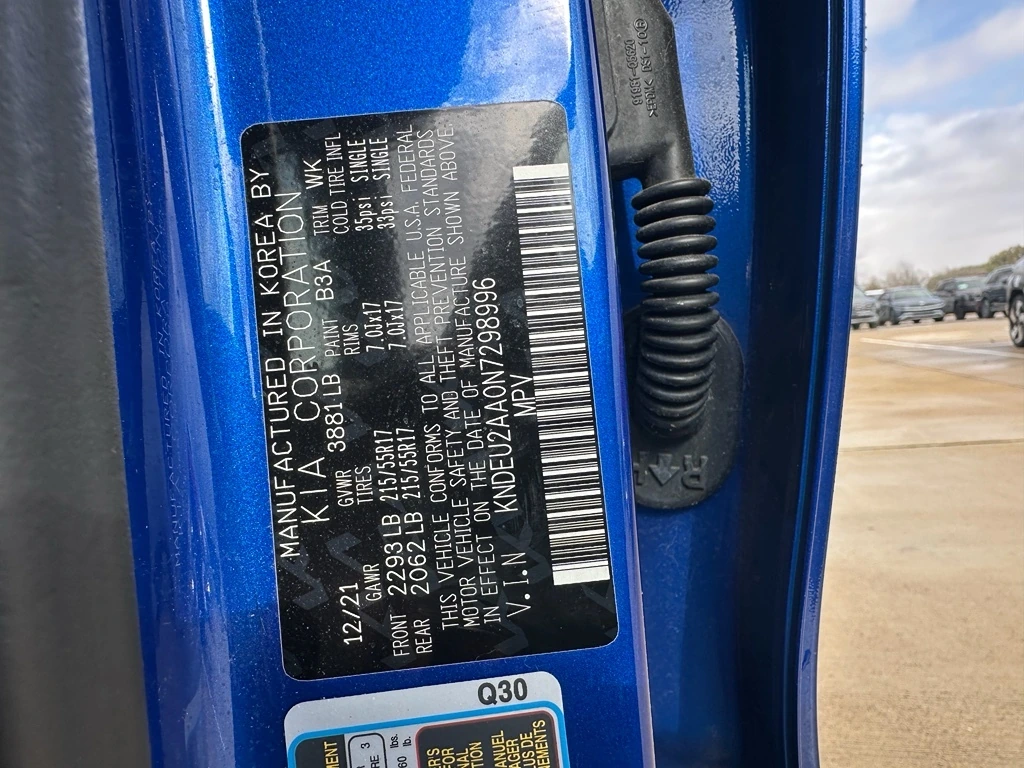 MANUFACTURED IN KOREA BY
KIA CORPORATION
12/21 GVWR 3881LB PAINT B3A TRIM WK
GAWR TIRES RIMS COLD TIRE INFL
FRONT 2293LB 215/55R17 7.0Jx17 35psi SINGLE
REAR 2062LB 215/55R17 7.0Jx17 33psi SINGLE
THIS VEHICLE CONFORMS TO ALL APPLICABLE U.S.A. FEDERAL
MOTOR VEHICLE SAFETY AND THEFT PREVENTION STANDARDS
IN EFFECT ON THE DATE OF MANUFACTURE SHOWN ABOVE.
V.I.N KNDEU2AA0N7298996
MPV
Q30